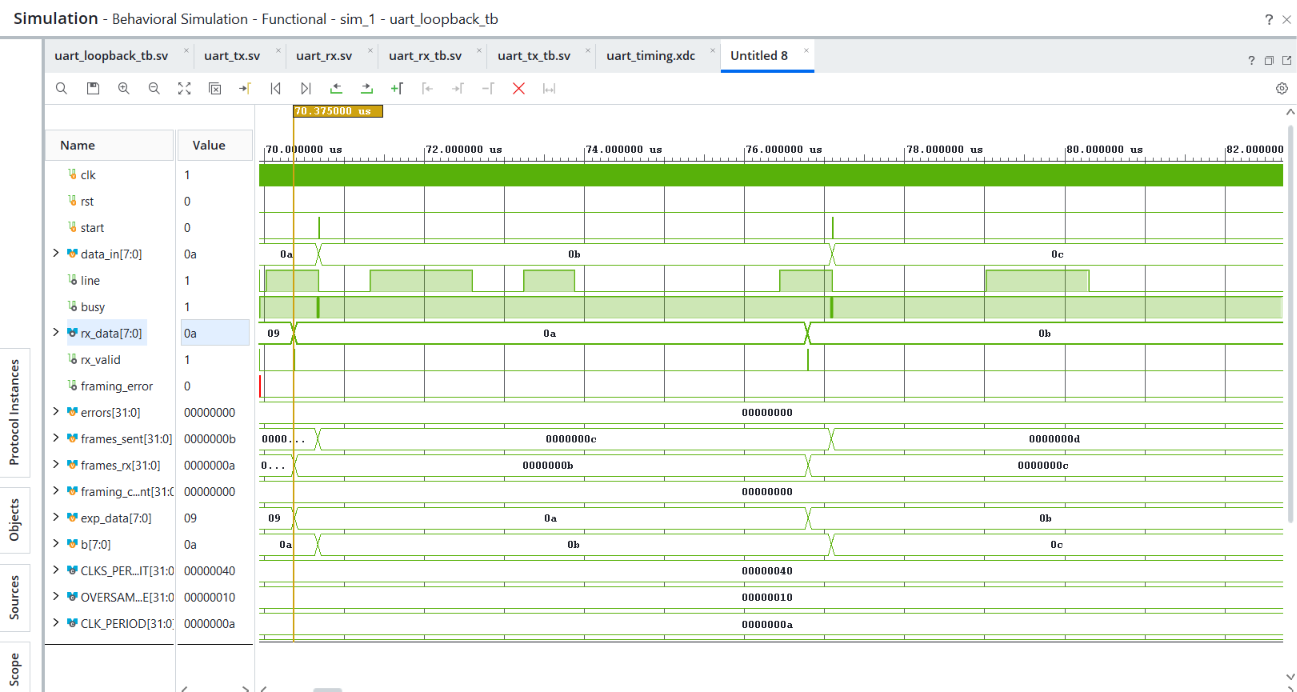 Simulation - Behavioral Simulation - Functional - sim_1 - uart_loopback_tb ? ×
uart_loopback_tb.sv × uart_tx.sv × uart_rx.sv × uart_rx_tb.sv × uart_tx_tb.sv × uart_timing.xdc × Untitled 8 × ?
70.375000 us
Name Value
70.000000 us 72.000000 us 74.000000 us 76.000000 us 78.000000 us 80.000000 us 82.000000
clk 1
rst 0
start 0
data_in[7:0] 0a 0a 0b 0c
line 1
busy 1
rx_data[7:0] 0a 09 0a 0b
rx_valid 1
framing_error 0
errors[31:0] 00000000 00000000
frames_sent[31:0] 0000000b 0000... 0000000c 0000000d
frames_rx[31:0] 0000000a 0... 0000000b 0000000c
framing_c...nt[31:0 00000000 00000000
exp_data[7:0] 09 09 0a 0b
b[7:0] 0a 0a 0b 0c
CLKS_PER...IT[31:0 00000040 00000040
OVERSAM...E[31:0 00000010 00000010
CLK_PERIOD[31:0] 0000000a 0000000a
Protocol Instances
Objects
Sources
Scope